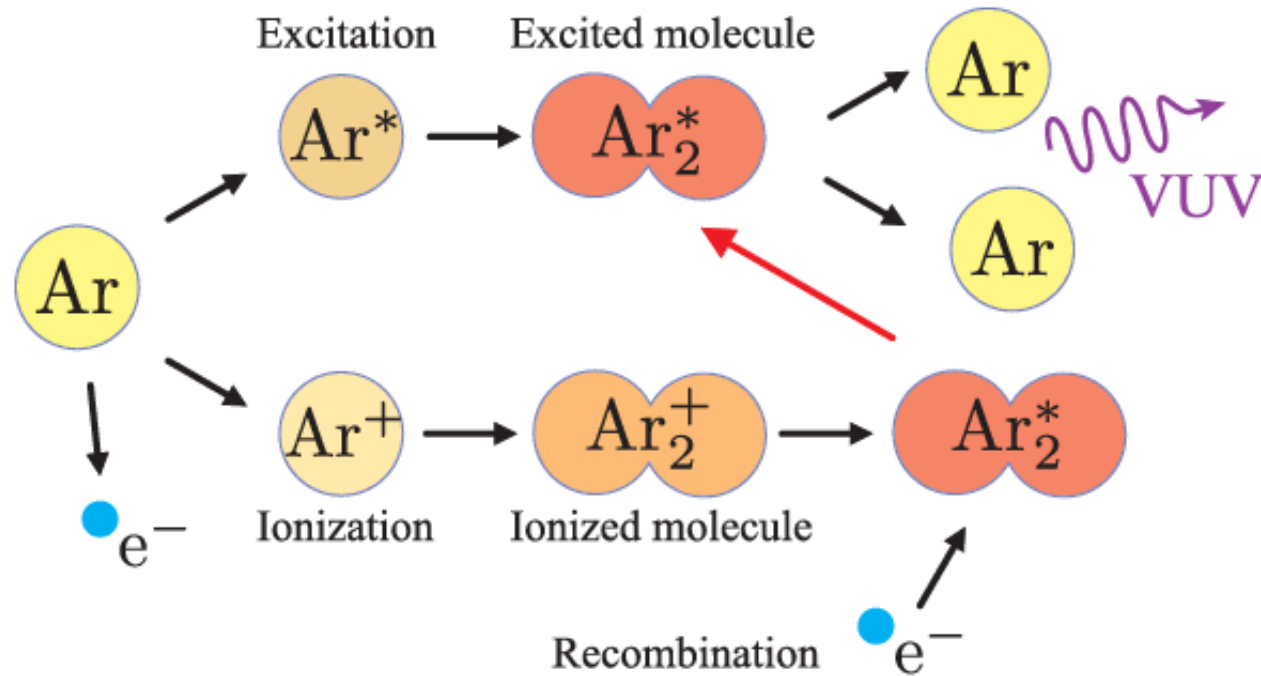 Excitation
Excited molecule
Ar
Ar*
Ar₂*
VUV
Ar
Ar
Ar⁺
Ar₂⁺
Ar₂*
Ionization
Ionized molecule
e⁻
Recombination
e⁻